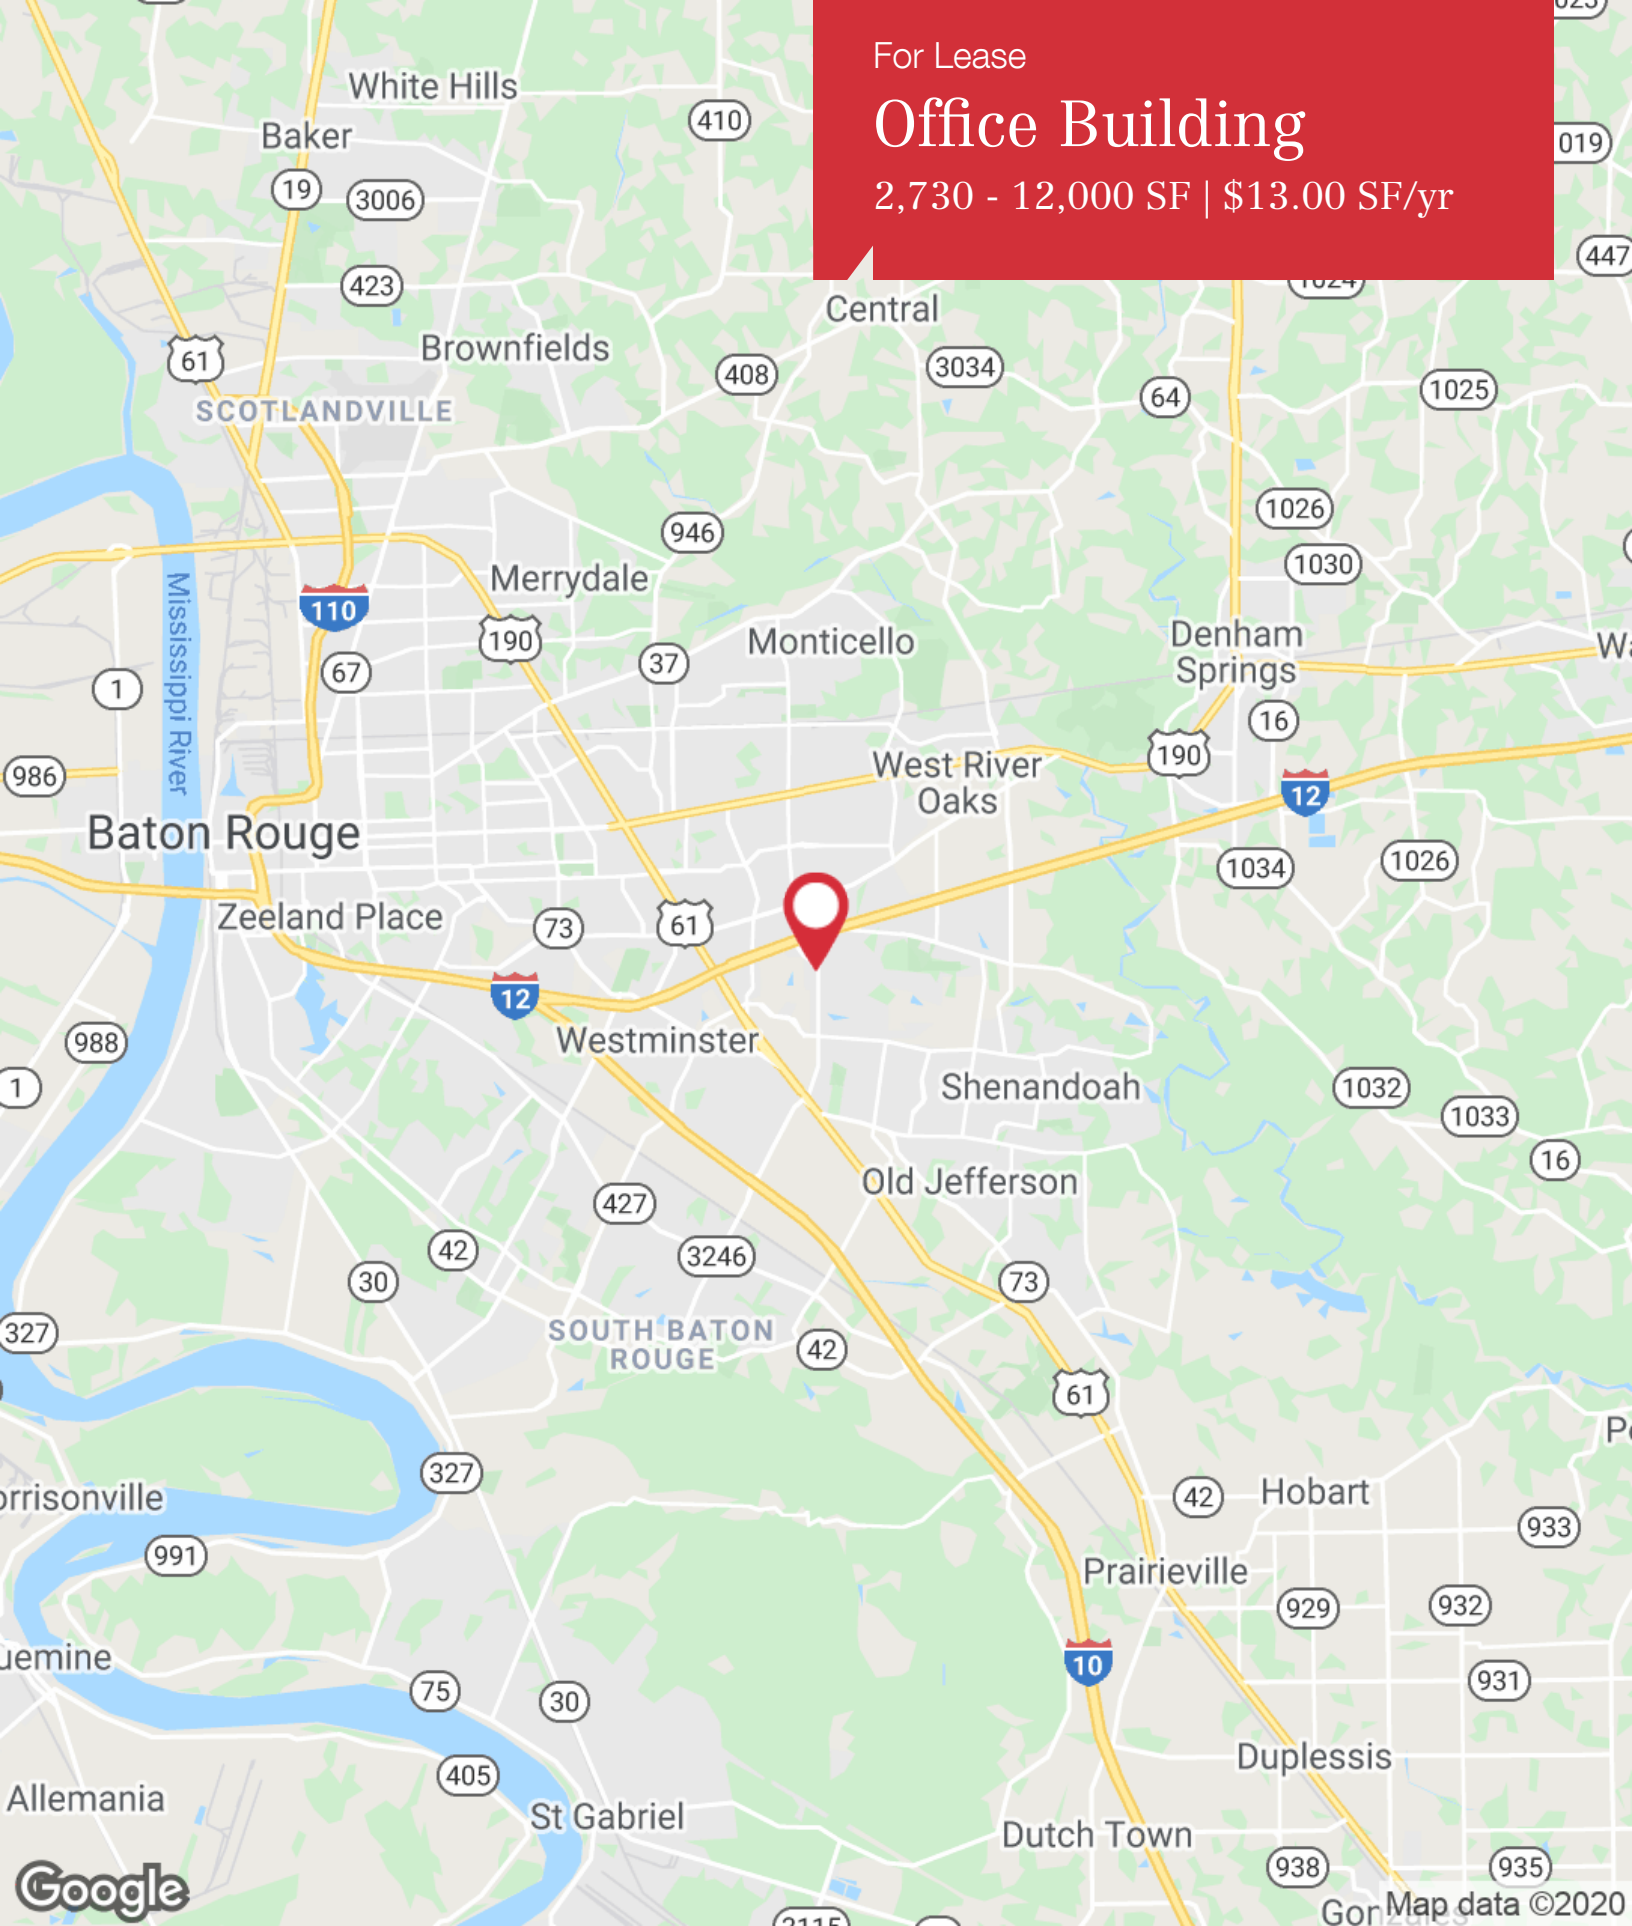 For Lease
Office Building
2,730 - 12,000 SF | $13.00 SF/yr
White Hills
410
Baker
019
19
3006
447
423
Central
Brownfields
61
408
3034
1025
64
SCOTLANDVILLE
1026
946
1030
Merrydale
110
190
Monticello
Denham
Springs
37
67
1
Mississippi River
16
190
986
West River
Oaks
12
Baton Rouge
1034
1026
Zeeland Place
73
61
12
988
Westminster
1
Shenandoah
1032
1033
16
Old Jefferson
427
42
3246
30
73
327
SOUTH BATON
ROUGE
42
61
327
orrisonville
42
Hobart
933
991
Prairieville
929
932
uemine
10
931
75
30
Duplessis
405
Allemania
St Gabriel
Dutch Town
938
935
Google
Map data ©2020